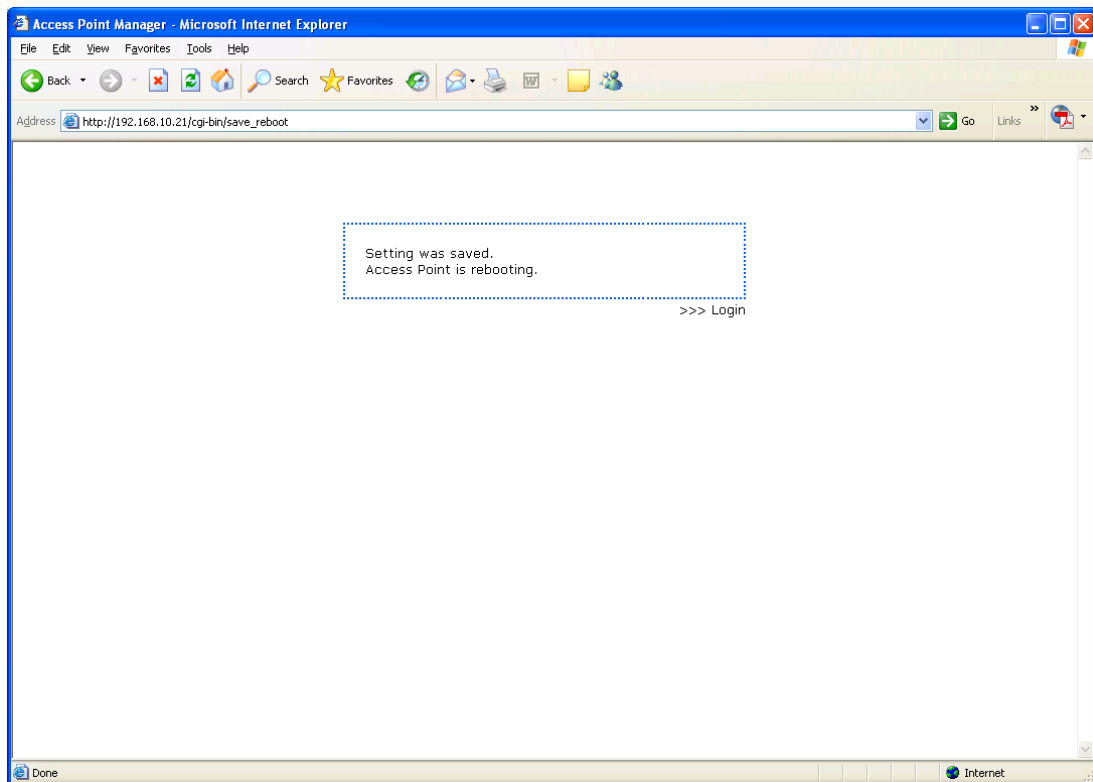 Access Point Manager - Microsoft Internet Explorer
File Edit View Favorites Tools Help
Back Search Favorites W
Address http://192.168.10.21/cgi-bin/save_reboot Go Links »
Setting was saved.
Access Point is rebooting.
>>> Login
Done Internet